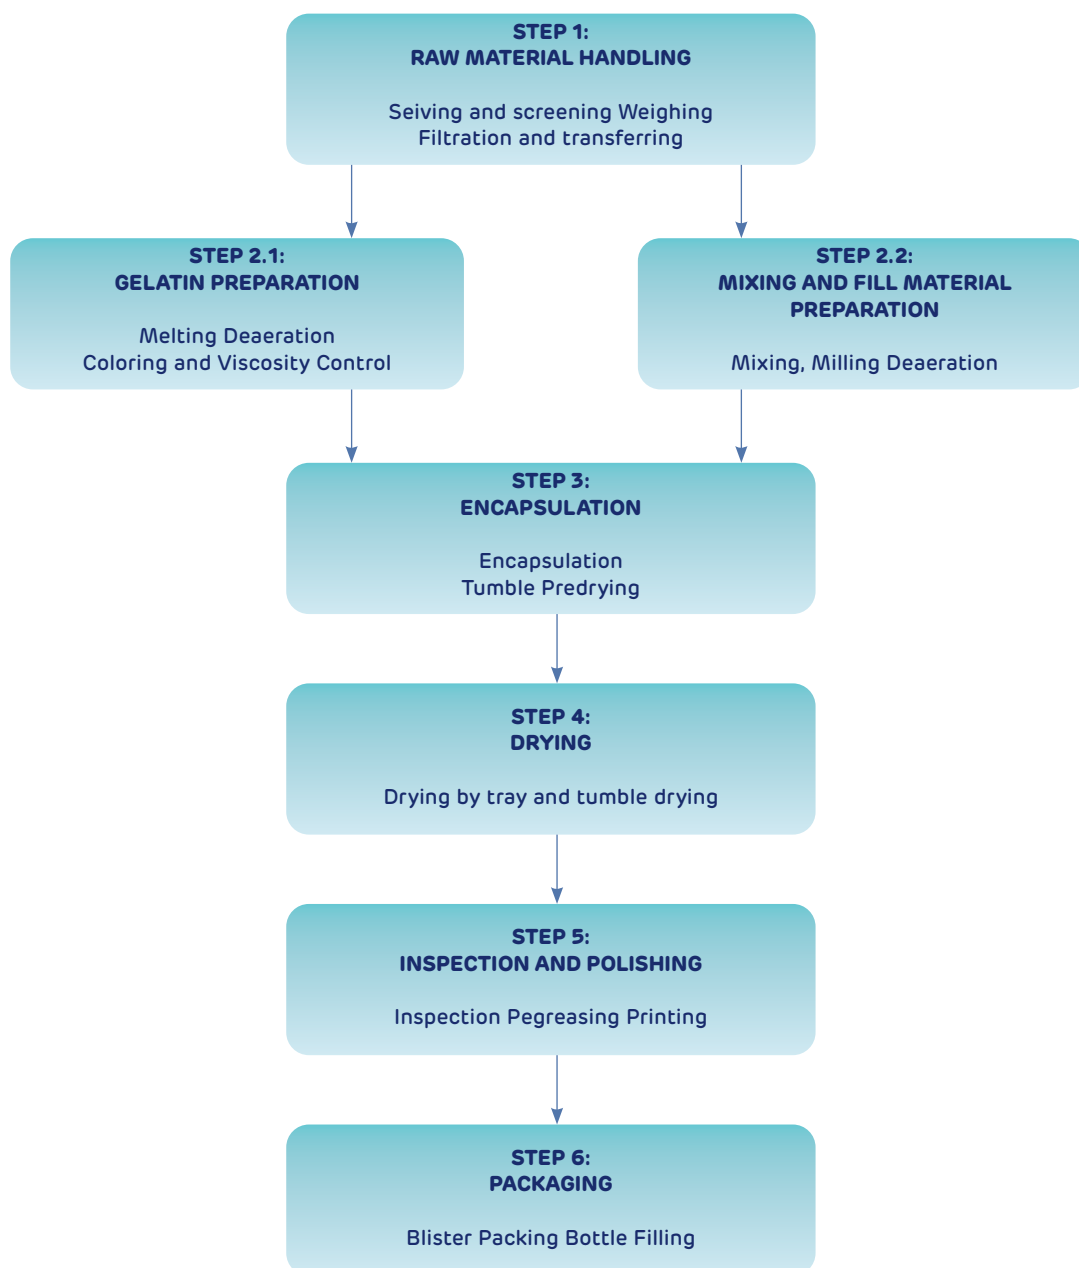 STEP 1:
RAW MATERIAL HANDLING
Seiving and screening Weighing
Filtration and transferring
STEP 2.1:
GELATIN PREPARATION
Melting Deaeration
Coloring and Viscosity Control
STEP 2.2:
MIXING AND FILL MATERIAL
PREPARATION
Mixing, Milling Deaeration
STEP 3:
ENCAPSULATION
Encapsulation
Tumble Predrying
STEP 4:
DRYING
Drying by tray and tumble drying
STEP 5:
INSPECTION AND POLISHING
Inspection Pegreasing Printing
STEP 6:
PACKAGING
Blister Packing Bottle Filling